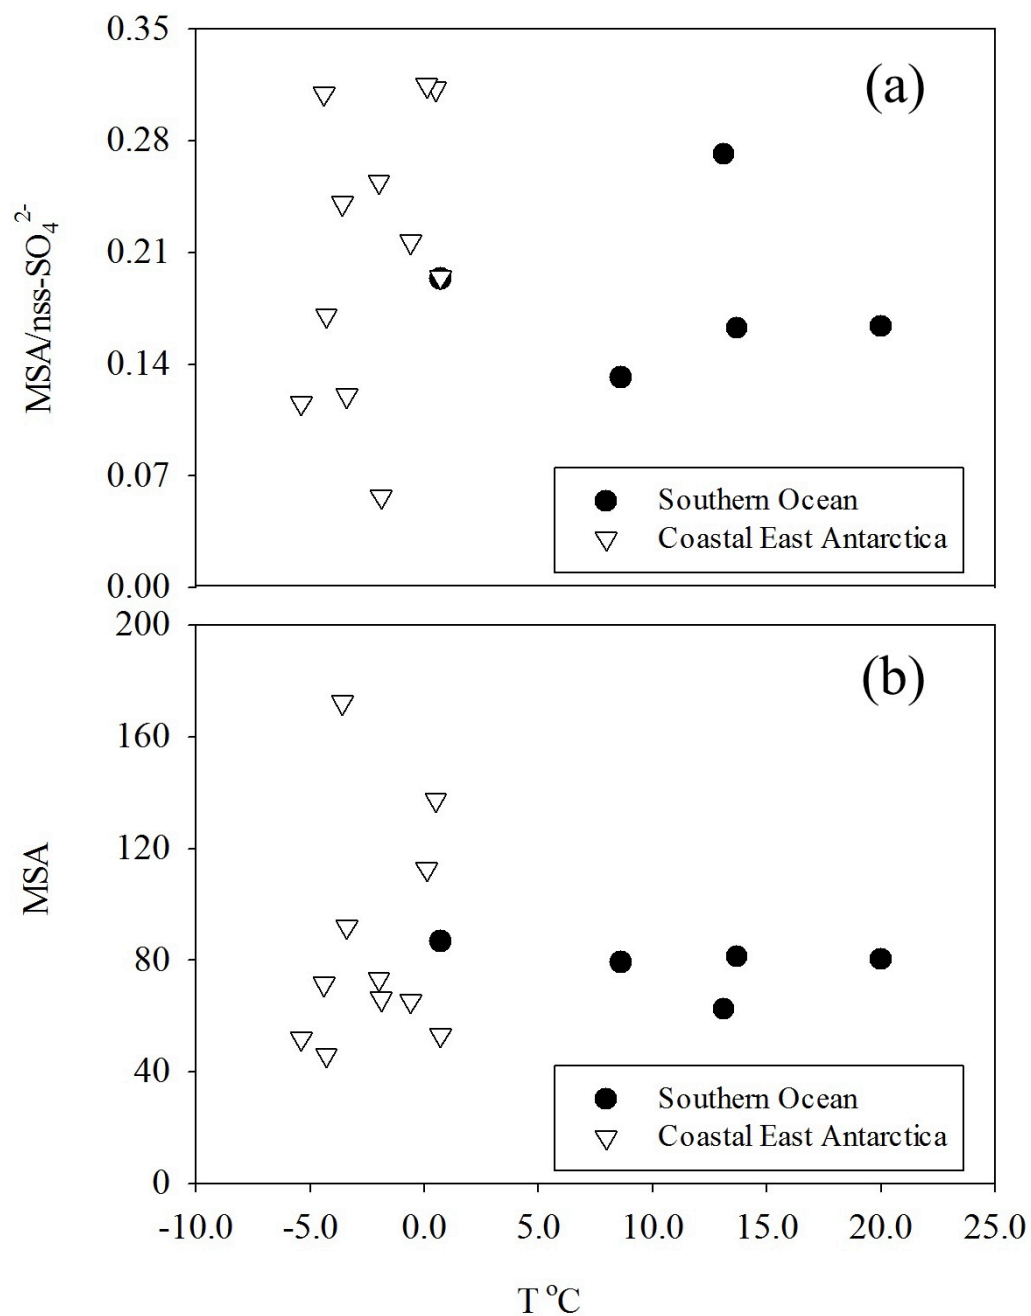 0.35
(a)
0.28
0.21
0.14
0.07
0.00
MSA/nss-SO₄²⁻
Southern Ocean
Coastal East Antarctica
200
(b)
160
120
80
40
0
MSA
Southern Ocean
Coastal East Antarctica
-10.0 -5.0 0.0 5.0 10.0 15.0 20.0 25.0
T °C